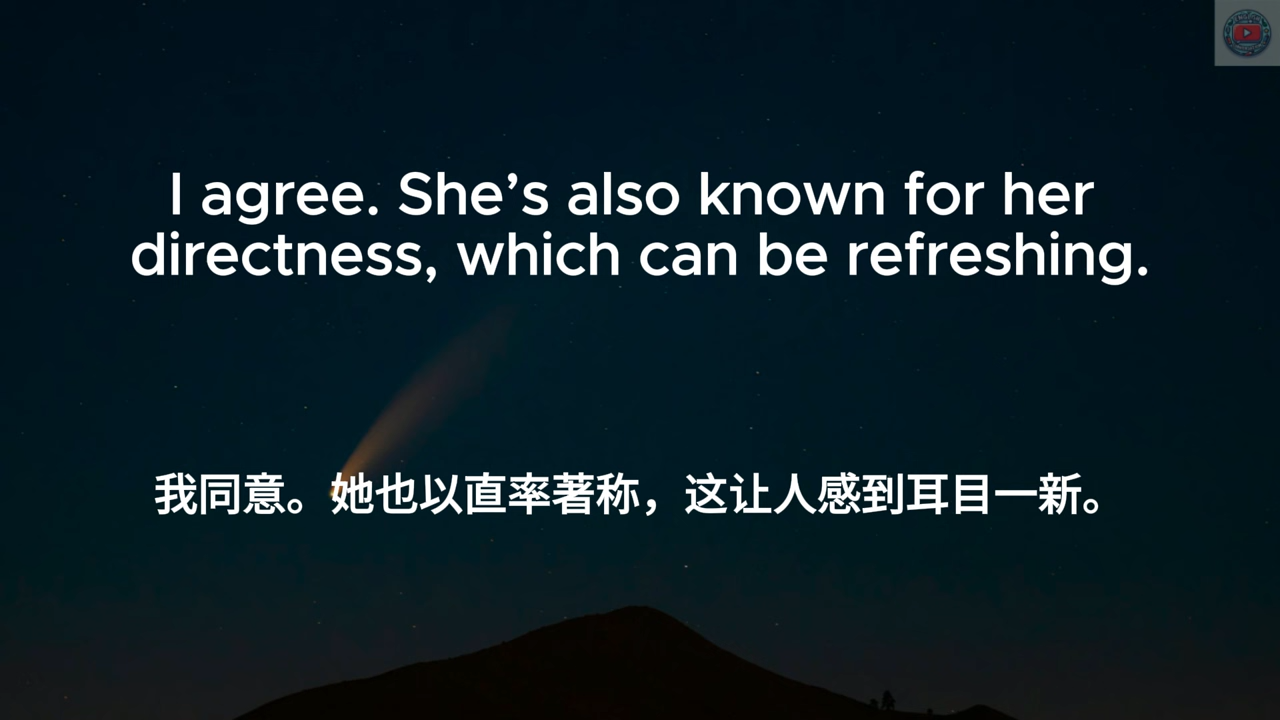 I agree. She’s also known for her
directness, which can be refreshing.
我同意。她也以直率著称，这让人感到耳目一新。